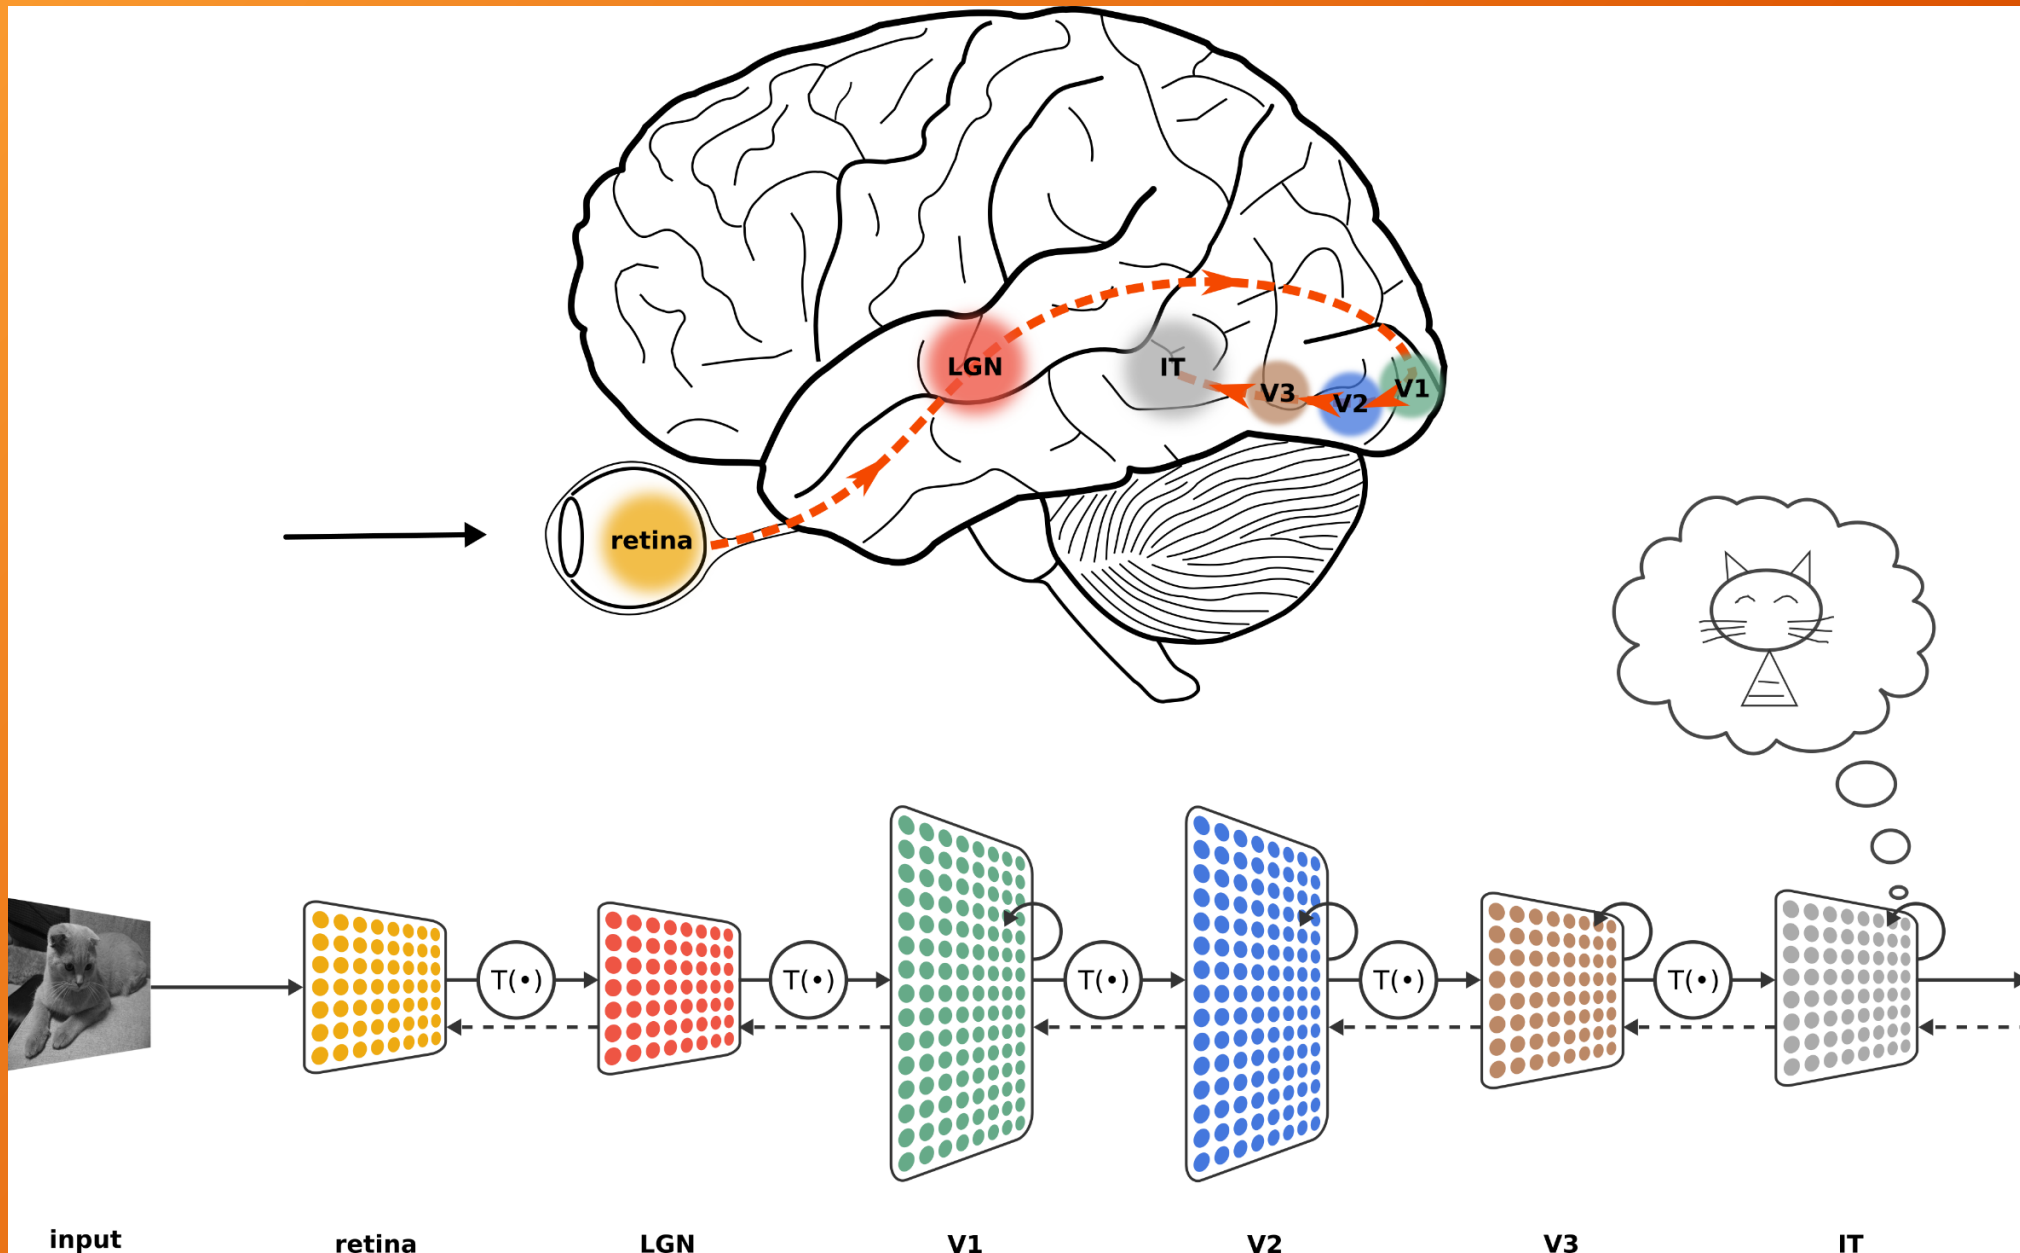 LGN
IT
V3
V2
V1
retina
T(•)
T(•)
T(•)
T(•)
T(•)
input
retina
LGN
V1
V2
V3
IT